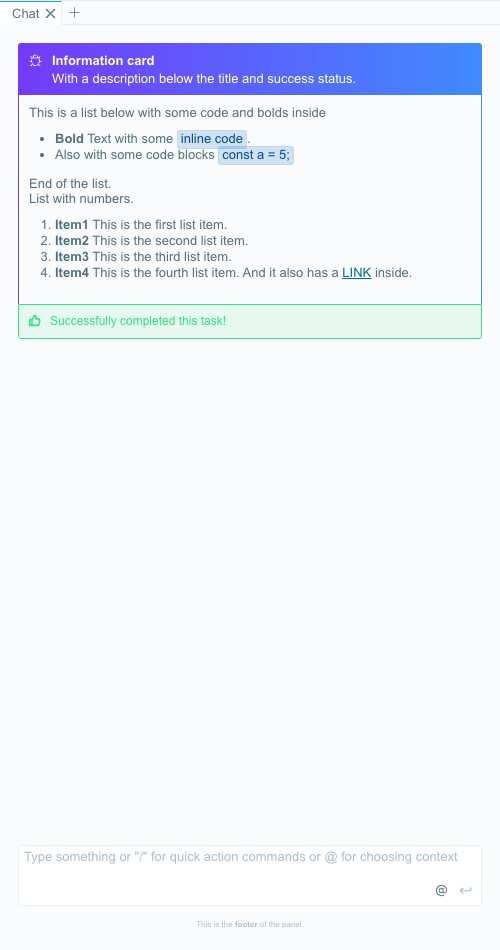 Chat
Information card
With a description below the title and success status.
This is a list below with some code and bolds inside
• Bold Text with some inline code .
• Also with some code blocks const a = 5;
End of the list.
List with numbers.
1. Item1 This is the first list item.
2. Item2 This is the second list item.
3. Item3 This is the third list item.
4. Item4 This is the fourth list item. And it also has a LINK inside.
Successfully completed this task!
Type something or "/" for quick action commands or @ for choosing context
@
This is the footer of the panel.